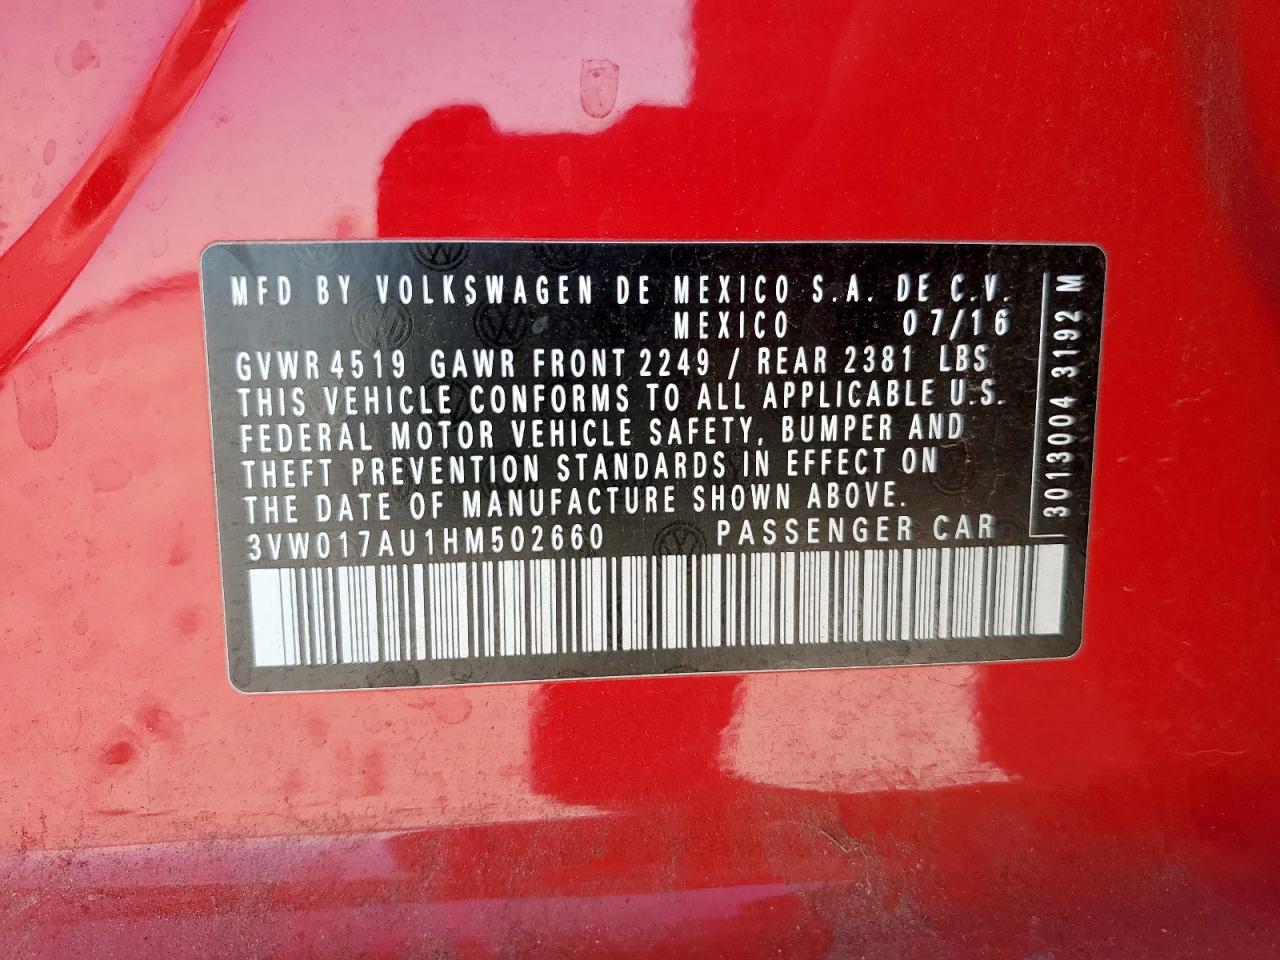 MFD BY VOLKSWAGEN DE MEXICO S.A. DE C.V.
MEXICO 07/16
GVWR 4519 GAWR FRONT 2249 / REAR 2381 LBS
THIS VEHICLE CONFORMS TO ALL APPLICABLE U.S.
FEDERAL MOTOR VEHICLE SAFETY, BUMPER AND
THEFT PREVENTION STANDARDS IN EFFECT ON
THE DATE OF MANUFACTURE SHOWN ABOVE.
3VW017AU1HM502660 PASSENGER CAR
3013004 3192 M